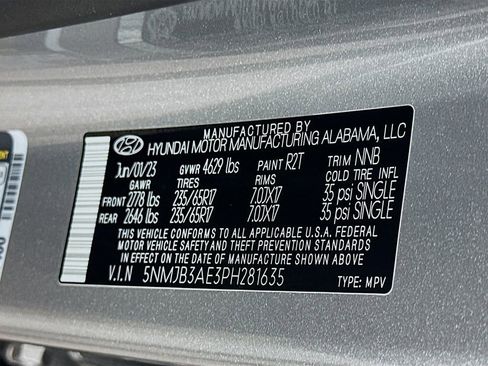 MANUFACTURED BY
HYUNDAI MOTOR MANUFACTURING ALABAMA, LLC
Jun/01/23 GVWR 4629 lbs PAINT R2T TRIM NNB
GAWR TIRES RIMS COLD TIRE INFL
FRONT 2778 lbs 235/65R17 7.0JX17 35 psi SINGLE
REAR 2646 lbs 235/65R17 7.0JX17 35 psi SINGLE
THIS VEHICLE CONFORMS TO ALL APPLICABLE U.S.A. FEDERAL
MOTOR VEHICLE SAFETY, BUMPER, AND THEFT PREVENTION STANDARDS
IN EFFECT ON THE DATE OF MANUFACTURE SHOWN ABOVE.
V.I.N 5NMJB3AE3PH281635 TYPE: MPV